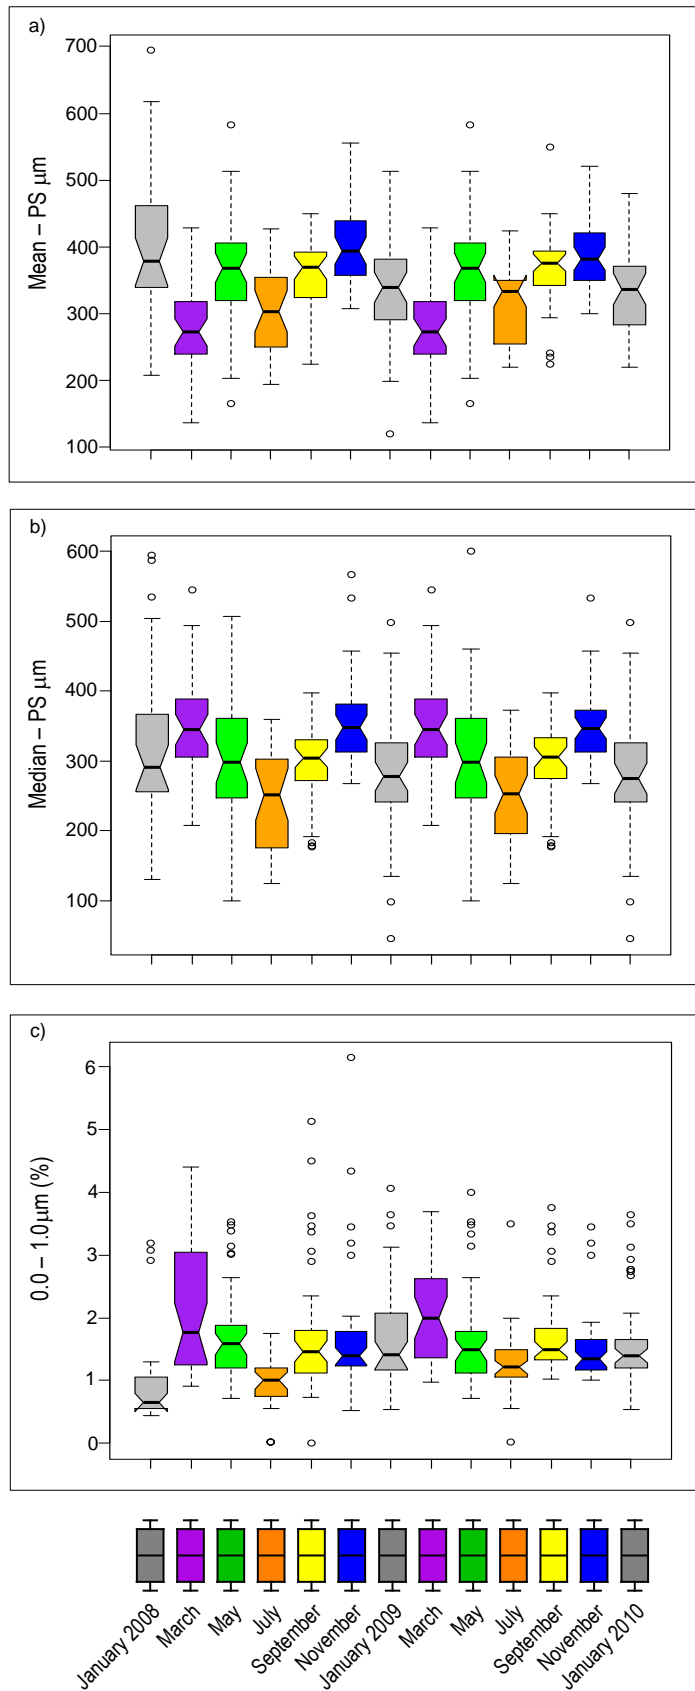 a)
700
600
500
400
300
200
100
Mean – PS µm
b)
600
500
400
300
200
100
Median – PS µm
c)
6
5
4
3
2
1
0
0.0 – 1.0µm (%)
January 2008
March
May
July
September
November
January 2009
March
May
July
September
November
January 2010